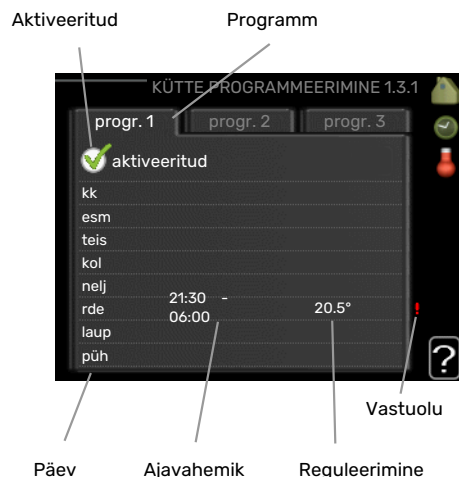 Aktiveeritud Programm
KÜTTE PROGRAMMEERIMINE 1.3.1
progr. 1 progr. 2 progr. 3
aktiveeritud
kk
esm
teis
kol
nelj
rde 21:30 - 20.5° !
06:00
laup
püh
?
Vastuolu
Päev Ajavahemik Reguleerimine